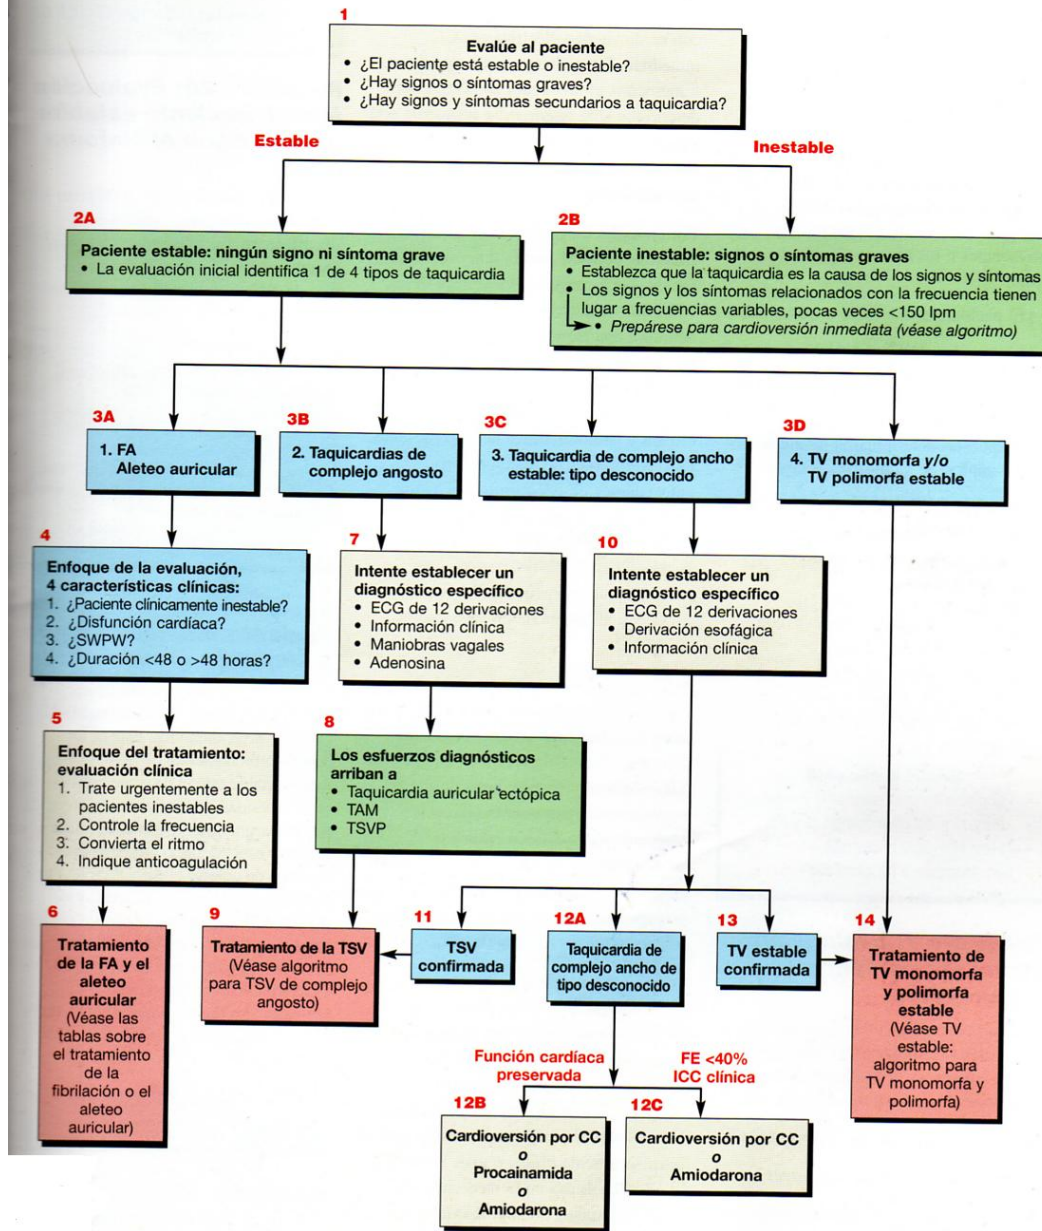 1
Evalúe al paciente
• ¿El paciente está estable o inestable?
• ¿Hay signos o síntomas graves?
• ¿Hay signos y síntomas secundarios a taquicardia?
Estable
Inestable
2A
Paciente estable: ningún signo ni síntoma grave
• La evaluación inicial identifica 1 de 4 tipos de taquicardia
2B
Paciente inestable: signos o síntomas graves
• Establezca que la taquicardia es la causa de los signos y síntomas
• Los signos y los síntomas relacionados con la frecuencia tienen
lugar a frecuencias variables, pocas veces <150 lpm
• Prepárese para cardioversión inmediata (véase algoritmo)
3A
1. FA
Aleteo auricular
3B
2. Taquicardias de
complejo angosto
3C
3. Taquicardia de complejo ancho
estable: tipo desconocido
3D
4. TV monomorfa y/o
TV polimorfa estable
4
Enfoque de la evaluación,
4 características clínicas:
1. ¿Paciente clínicamente inestable?
2. ¿Disfunción cardíaca?
3. ¿SWPW?
4. ¿Duración <48 o >48 horas?
7
Intente establecer un
diagnóstico específico
• ECG de 12 derivaciones
• Información clínica
• Maniobras vagales
• Adenosina
10
Intente establecer un
diagnóstico específico
• ECG de 12 derivaciones
• Derivación esofágica
• Información clínica
5
Enfoque del tratamiento:
evaluación clínica
1. Trate urgentemente a los
pacientes inestables
2. Controle la frecuencia
3. Convierta el ritmo
4. Indique anticoagulación
8
Los esfuerzos diagnósticos
arriban a
• Taquicardia auricular ectópica
• TAM
• TSVP
6
Tratamiento
de la FA y el
aleteo
auricular
(Véase las
tablas sobre
el tratamiento
de la
fibrilación o el
aleteo
auricular)
9
Tratamiento de la TSV
(Véase algoritmo
para TSV de complejo
angosto)
11
TSV
confirmada
12A
Taquicardia de
complejo ancho de
tipo desconocido
13
TV estable
confirmada
14
Tratamiento de
TV monomorfa
y polimorfa
estable
(Véase TV
estable:
algoritmo para
TV monomorfa y
polimorfa)
Función cardíaca
preservada
FE <40%
ICC clínica
12B
Cardioversión por CC
o
Procainamida
o
Amiodarona
12C
Cardioversión por CC
o
Amiodarona